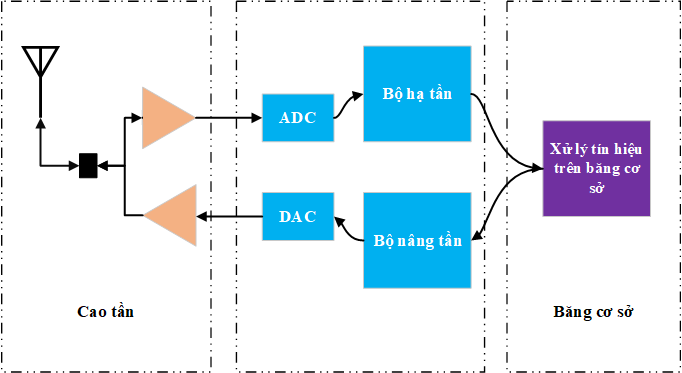 ADC
Bộ hạ tần
Xử lý tín hiệu
trên băng cơ
sở
DAC
Bộ nâng tần
Cao tần
Băng cơ sở